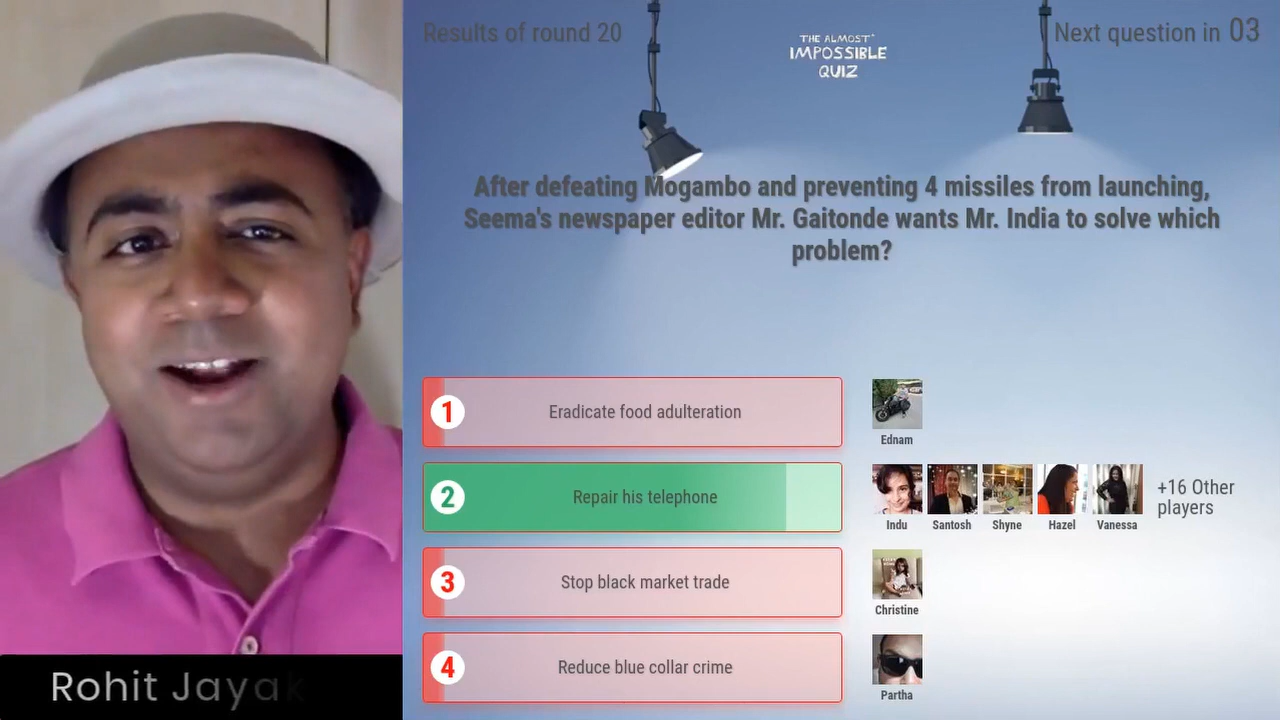 Results of round 20
THE ALMOST
IMPOSSIBLE
QUIZ
Next question in 03
After defeating Mogambo and preventing 4 missiles from launching,
Seema's newspaper editor Mr. Gaitonde wants Mr. India to solve which
problem?
1 Eradicate food adulteration
Ednam
2 Repair his telephone
Indu Santosh Shyne Hazel Vanessa
+16 Other
players
3 Stop black market trade
Christine
4 Reduce blue collar crime
Partha
Rohit Jayak